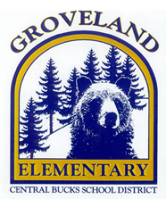 GROVELAND
ELEMENTARY
CENTRAL BUCKS SCHOOL DISTRICT